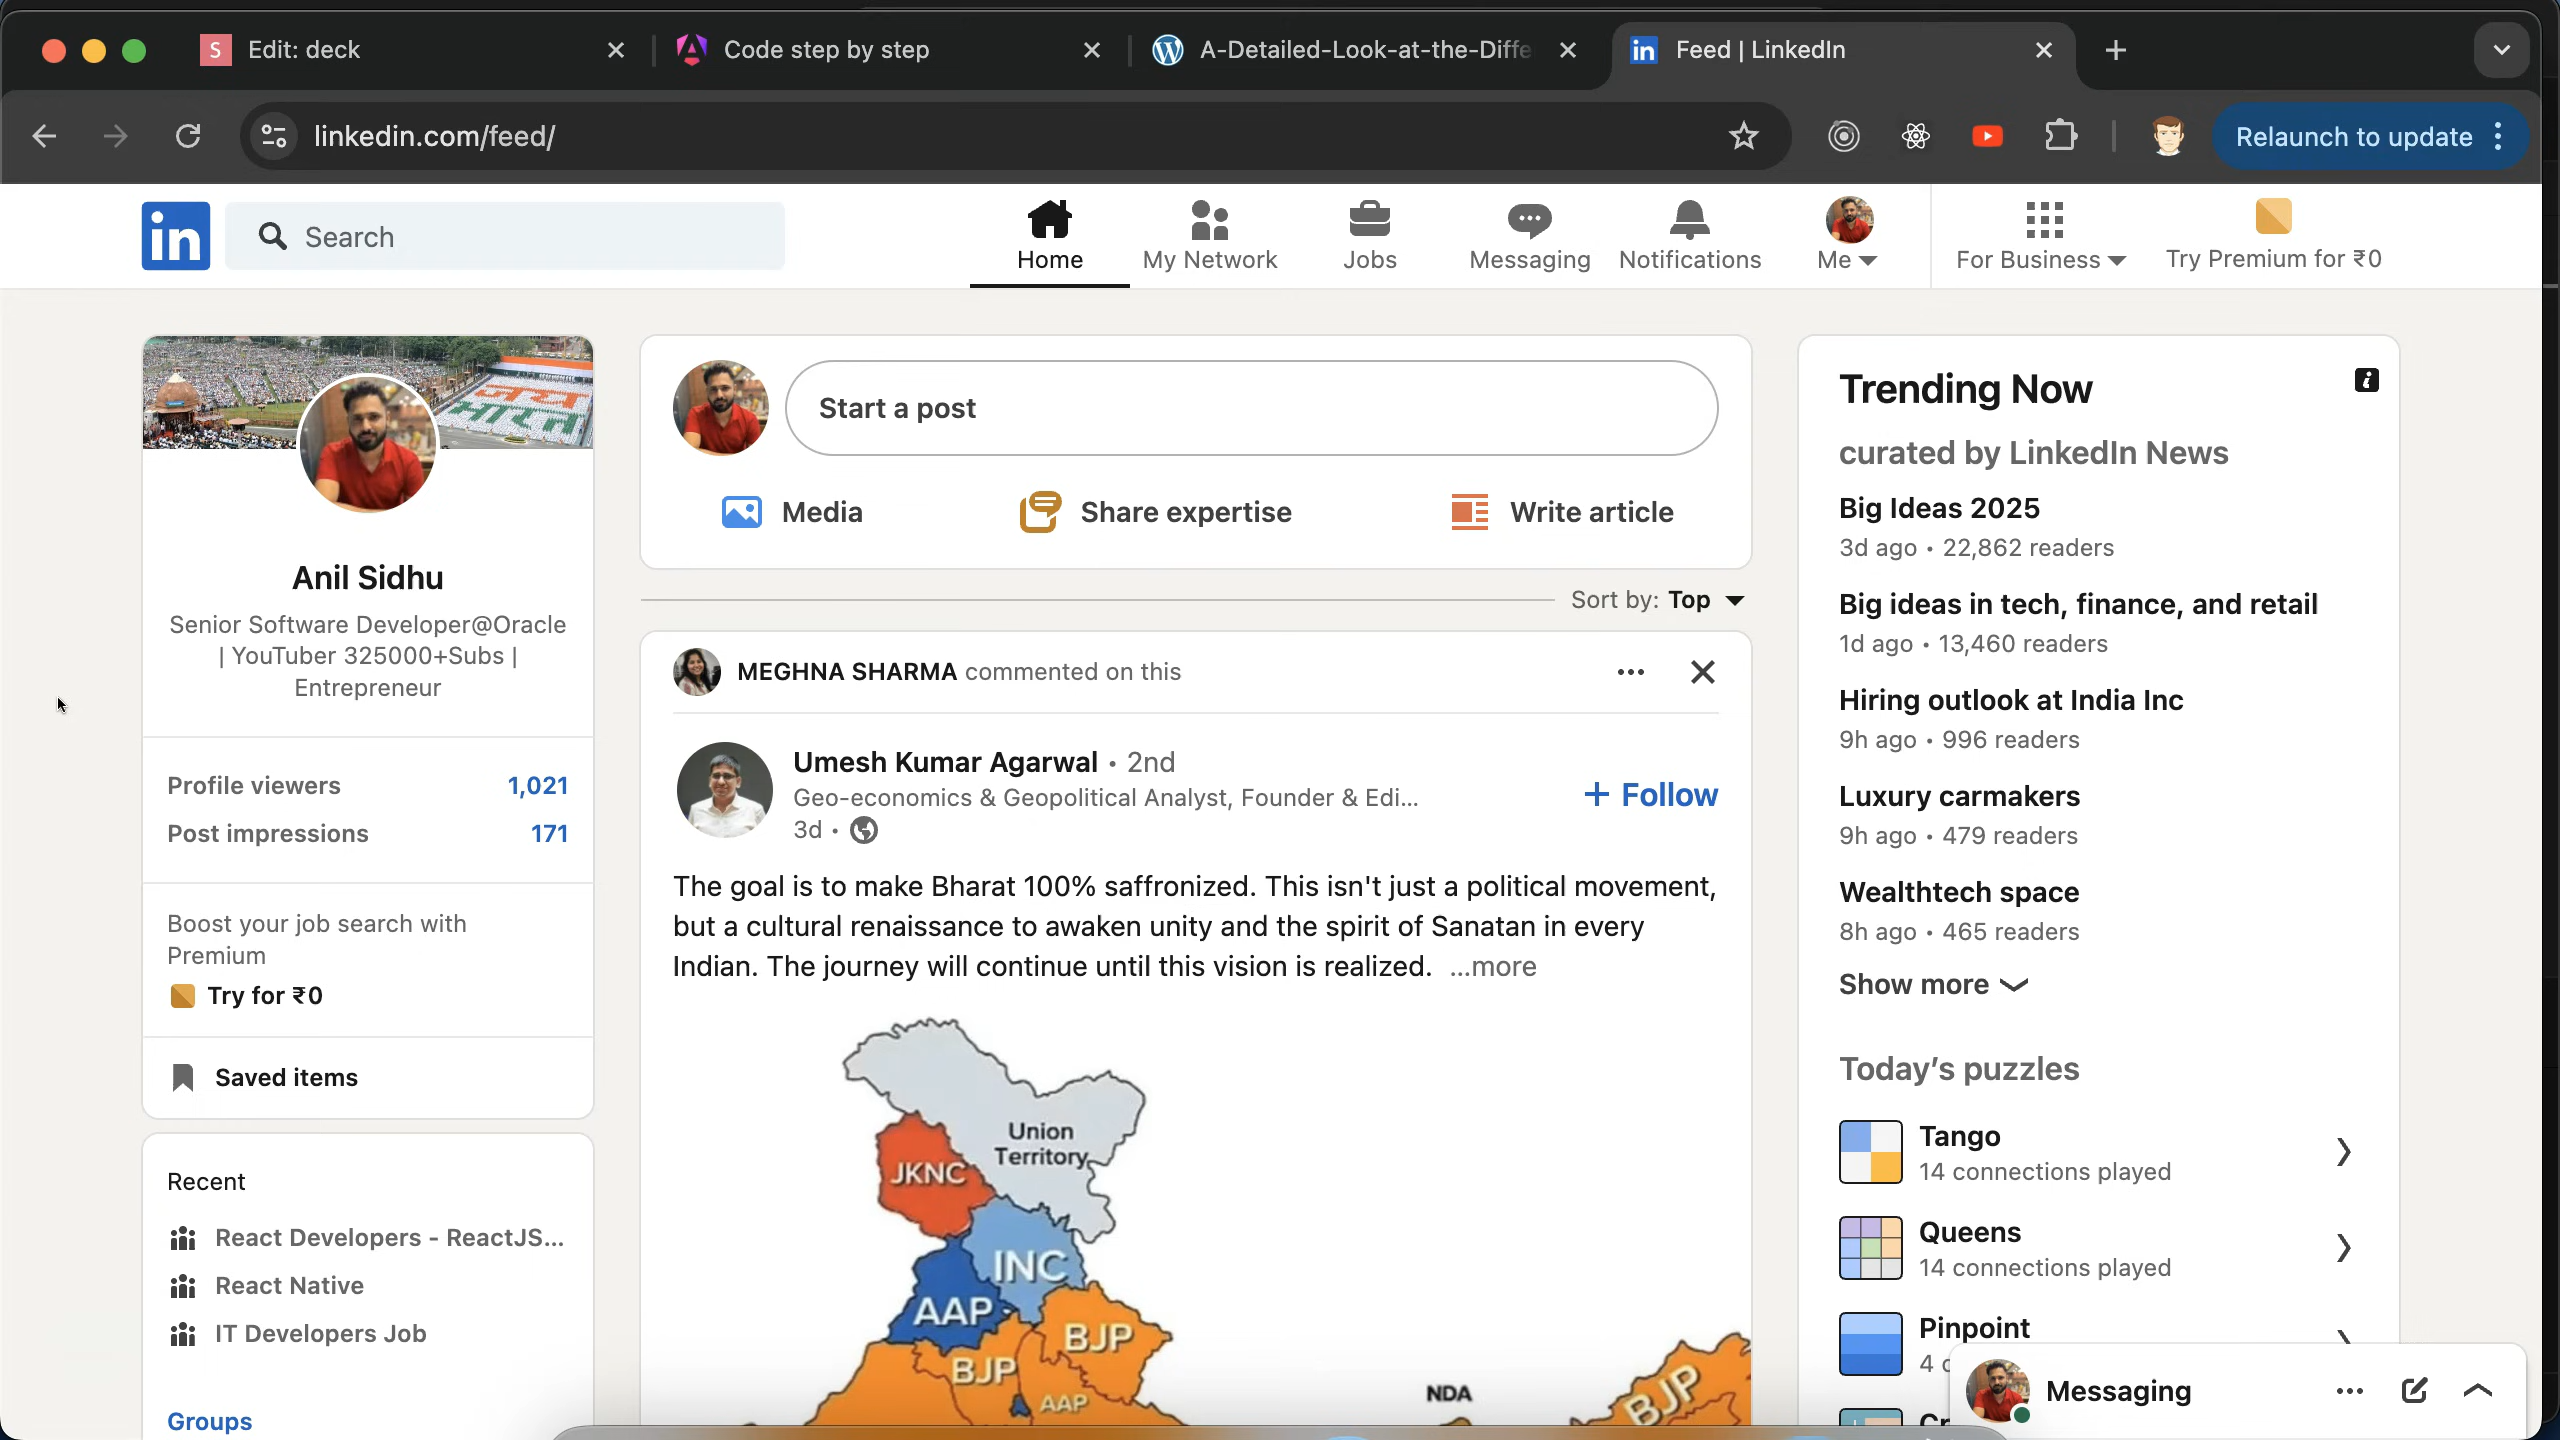 Edit: deck
Code step by step
A-Detailed-Look-at-the-Diffe
Feed | LinkedIn
linkedin.com/feed/
Relaunch to update
in
Search
Home
My Network
Jobs
Messaging
Notifications
Me
For Business
Try Premium for ₹0
जय
भारत
Anil Sidhu
Senior Software Developer@Oracle
| YouTuber 325000+Subs |
Entrepreneur
Profile viewers 1,021
Post impressions 171
Boost your job search with
Premium
Try for ₹0
Saved items
Recent
React Developers - ReactJS...
React Native
IT Developers Job
Groups
Start a post
Media
Share expertise
Write article
Sort by: Top
MEGHNA SHARMA commented on this
Umesh Kumar Agarwal • 2nd
Geo-economics & Geopolitical Analyst, Founder & Edi...
3d •
+ Follow
The goal is to make Bharat 100% saffronized. This isn't just a political movement,
but a cultural renaissance to awaken unity and the spirit of Sanatan in every
Indian. The journey will continue until this vision is realized. ...more
Union
Territory
JKNC
INC
AAP
BJP
BJP
AAP
NDA
BJP
Trending Now
curated by LinkedIn News
Big Ideas 2025
3d ago • 22,862 readers
Big ideas in tech, finance, and retail
1d ago • 13,460 readers
Hiring outlook at India Inc
9h ago • 996 readers
Luxury carmakers
9h ago • 479 readers
Wealthtech space
8h ago • 465 readers
Show more
Today's puzzles
Tango
14 connections played
Queens
14 connections played
Pinpoint
4 c
Cr
Messaging